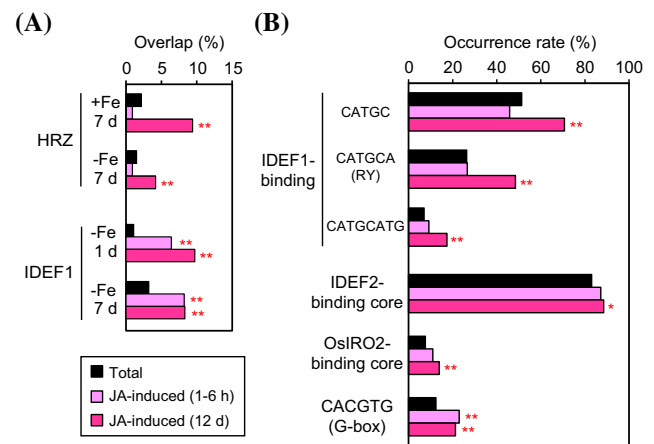 (A)
Overlap (%)
0 5 10 15
HRZ
+Fe
7 d
**
-Fe
7 d
**
IDEF1
-Fe
1 d
**
**
-Fe
7 d
**
**
Total
JA-induced (1-6 h)
JA-induced (12 d)
(B)
Occurrence rate (%)
0 20 40 60 80 100
IDEF1-
binding
CATGC
**
CATGCA
(RY)
**
CATGCATG
**
IDEF2-
binding core
*
OsIRO2-
binding core
**
CACGTG
(G-box)
**
**